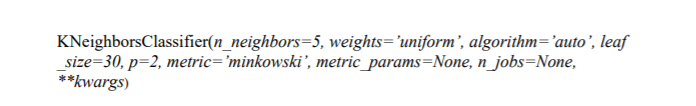 KNeighborsClassifier(n_neighbors=5, weights=’uniform’, algorithm=’auto’, leaf
_size=30, p=2, metric=’minkowski’, metric_params=None, n_jobs=None,
**kwargs)